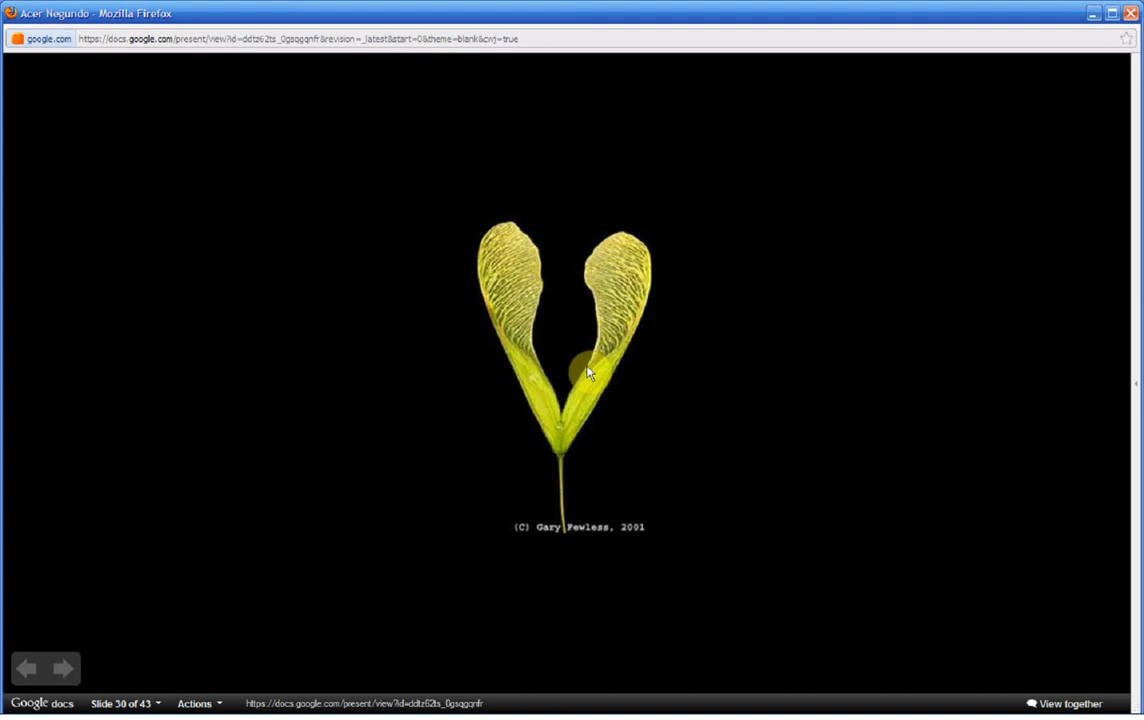 Acer Negundo - Mozilla Firefox
google.com https://docs.google.com/present/view?id=ddtz62ts_0gsqgqnfr&revision=_latest&start=0&theme=blank&cwj=true
(C) Gary Fewless, 2001
Google docs Slide 30 of 43 Actions https://docs.google.com/present/view?id=ddtz62ts_0gsqgqnfr View together